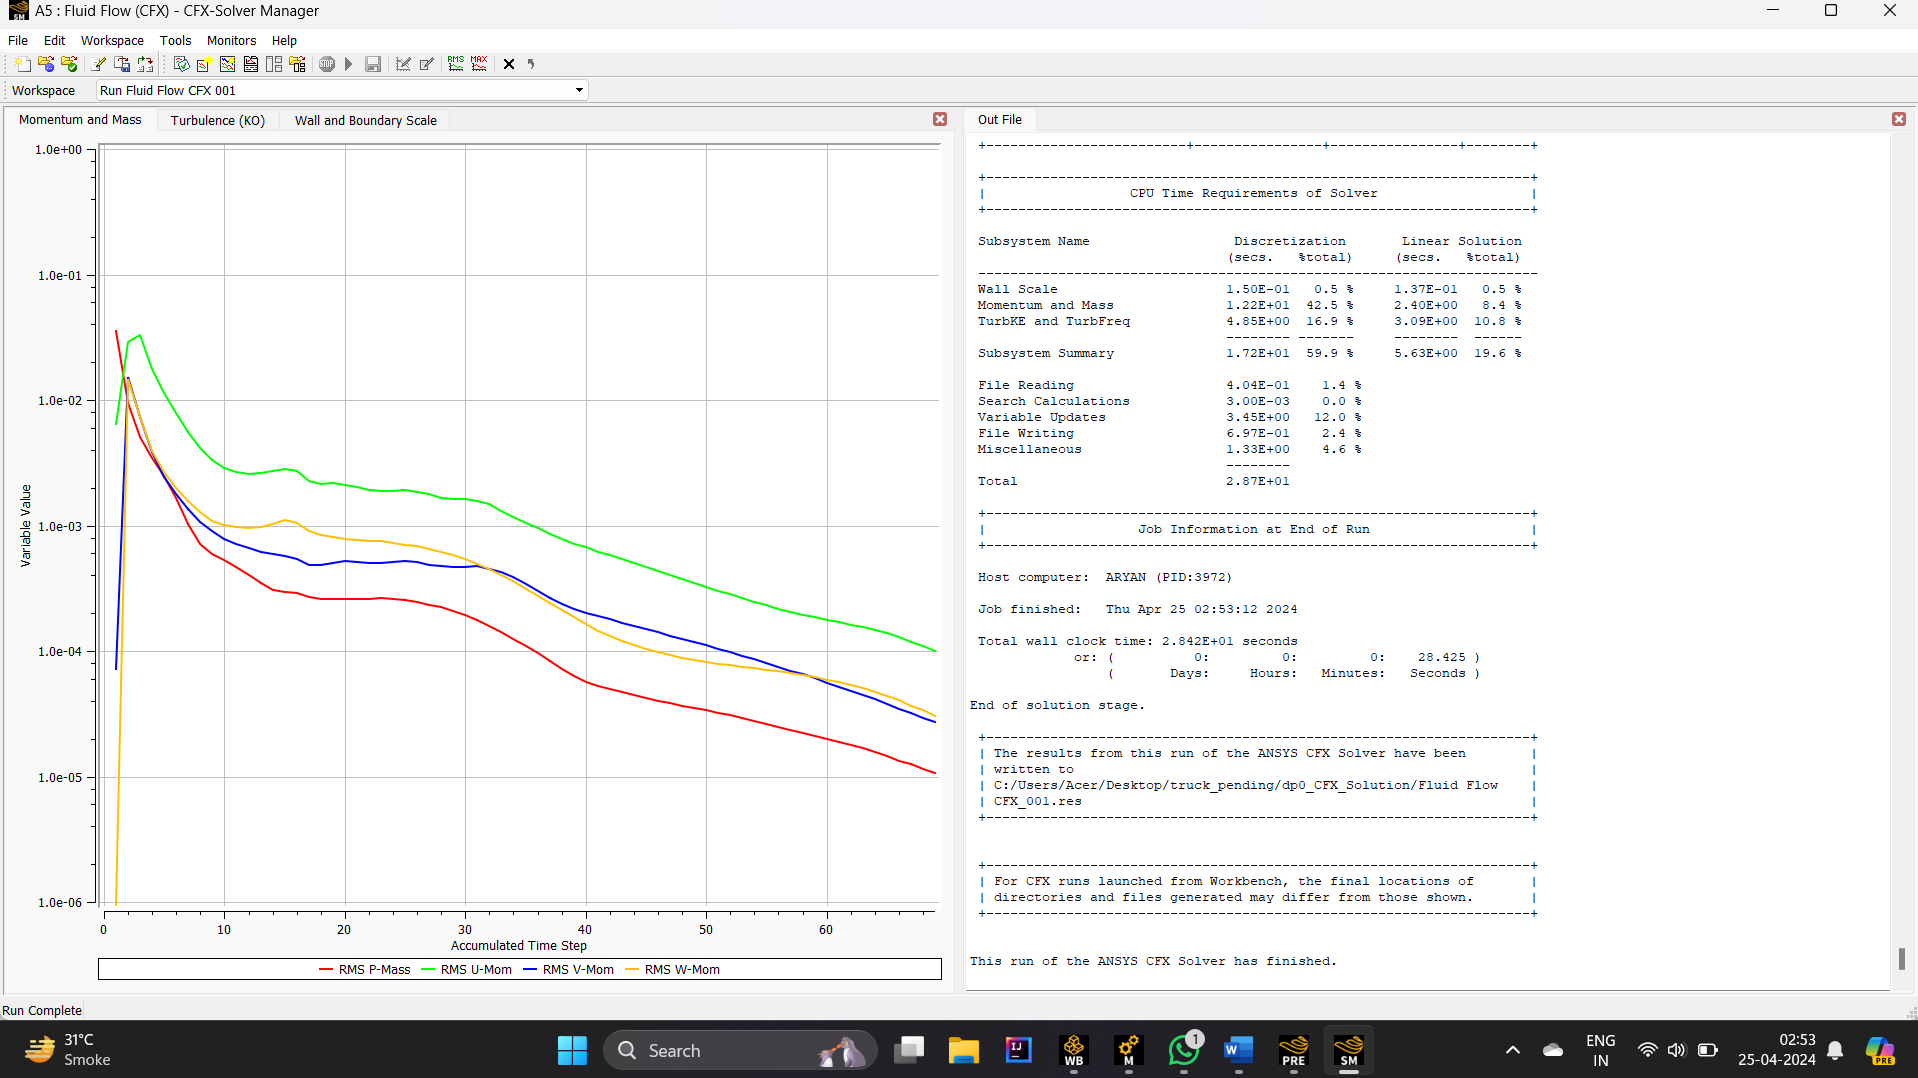 A5 : Fluid Flow (CFX) - CFX-Solver Manager
File Edit Workspace Tools Monitors Help
RMS MAX
Workspace Run Fluid Flow CFX 001
Momentum and Mass Turbulence (KO) Wall and Boundary Scale
1.0e+00
1.0e-01
1.0e-02
1.0e-03
1.0e-04
1.0e-05
1.0e-06
Variable Value
0 10 20 30 40 50 60
Accumulated Time Step
RMS P-Mass RMS U-Mom RMS V-Mom RMS W-Mom
Out File
+-------------------------+----------------+----------------+--------+
+--------------------------------------------------------------------+
| CPU Time Requirements of Solver |
+--------------------------------------------------------------------+
Subsystem Name Discretization Linear Solution
(secs. %total) (secs. %total)
----------------------------------------------------------------------
Wall Scale 1.50E-01 0.5 % 1.37E-01 0.5 %
Momentum and Mass 1.22E+01 42.5 % 2.40E+00 8.4 %
TurbKE and TurbFreq 4.85E+00 16.9 % 3.09E+00 10.8 %
-------- ------- -------- ------
Subsystem Summary 1.72E+01 59.9 % 5.63E+00 19.6 %
File Reading 4.04E-01 1.4 %
Search Calculations 3.00E-03 0.0 %
Variable Updates 3.45E+00 12.0 %
File Writing 6.97E-01 2.4 %
Miscellaneous 1.33E+00 4.6 %
--------
Total 2.87E+01
+--------------------------------------------------------------------+
| Job Information at End of Run |
+--------------------------------------------------------------------+
Host computer: ARYAN (PID:3972)
Job finished: Thu Apr 25 02:53:12 2024
Total wall clock time: 2.842E+01 seconds
or: ( 0: 0: 0: 28.425 )
( Days: Hours: Minutes: Seconds )
End of solution stage.
+--------------------------------------------------------------------+
| The results from this run of the ANSYS CFX Solver have been |
| written to |
| C:/Users/Acer/Desktop/truck_pending/dp0_CFX_Solution/Fluid Flow |
| CFX_001.res |
+--------------------------------------------------------------------+
+--------------------------------------------------------------------+
| For CFX runs launched from Workbench, the final locations of |
| directories and files generated may differ from those shown. |
+--------------------------------------------------------------------+
This run of the ANSYS CFX Solver has finished.
Run Complete
31°C
Smoke
Search
IJ
WB
M
1
W
PRE
SM
ENG
IN
02:53
25-04-2024
PRE